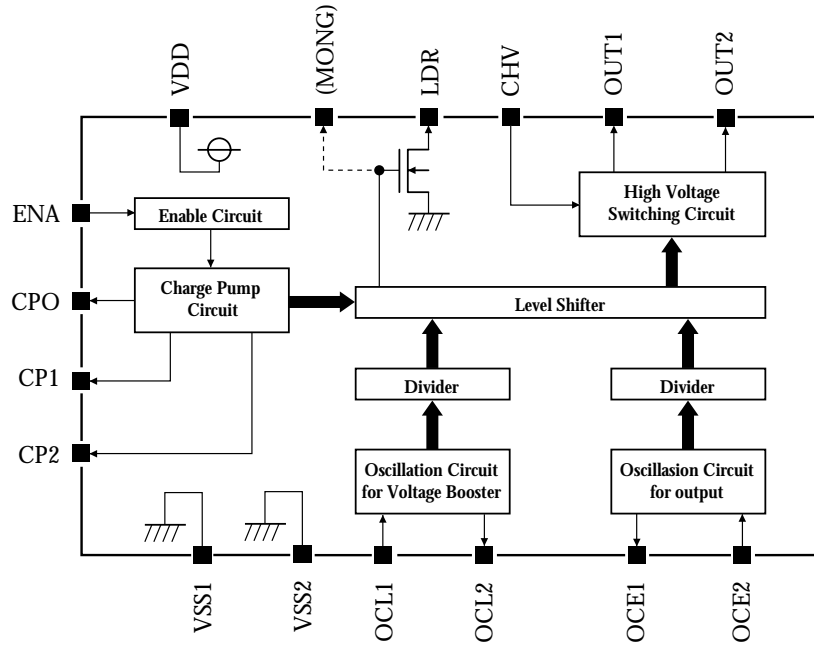 VDD
(MONG)
LDR
CHV
OUT1
OUT2
ENA
Enable Circuit
High Voltage
Switching Circuit
CPO
Charge Pump
Circuit
Level Shifter
CP1
Divider
Divider
CP2
Oscillation Circuit
for Voltage Booster
Oscillasion Circuit
for output
VSS1
VSS2
OCL1
OCL2
OCE1
OCE2